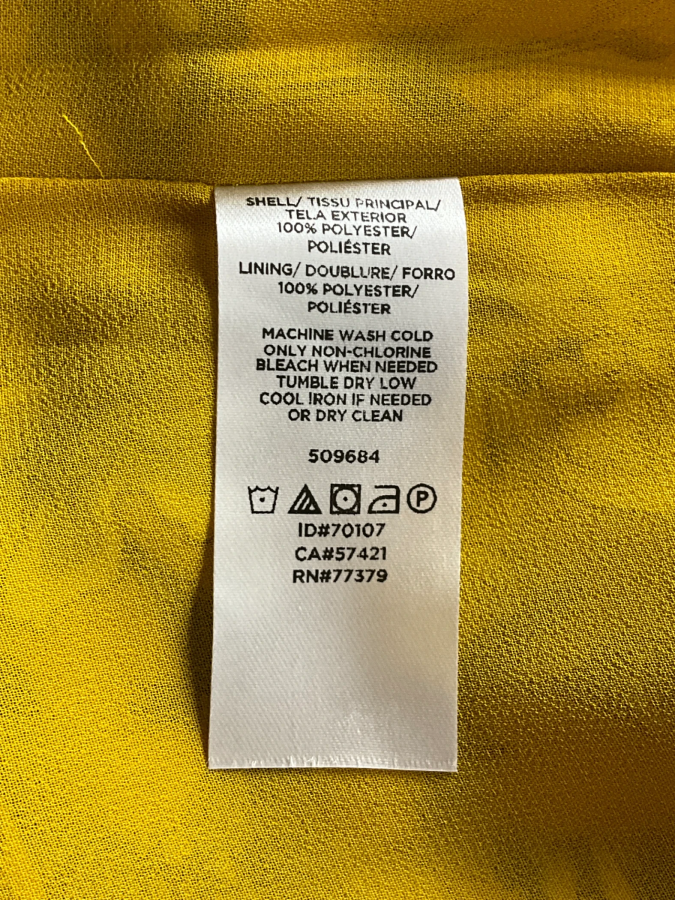 SHELL/ TISSU PRINCIPAL/
TELA EXTERIOR
100% POLYESTER/
POLIÉSTER
LINING/ DOUBLURE/ FORRO
100% POLYESTER/
POLIÉSTER
MACHINE WASH COLD
ONLY NON-CHLORINE
BLEACH WHEN NEEDED
TUMBLE DRY LOW
COOL IRON IF NEEDED
OR DRY CLEAN
509684
P
ID#70107
CA#57421
RN#77379